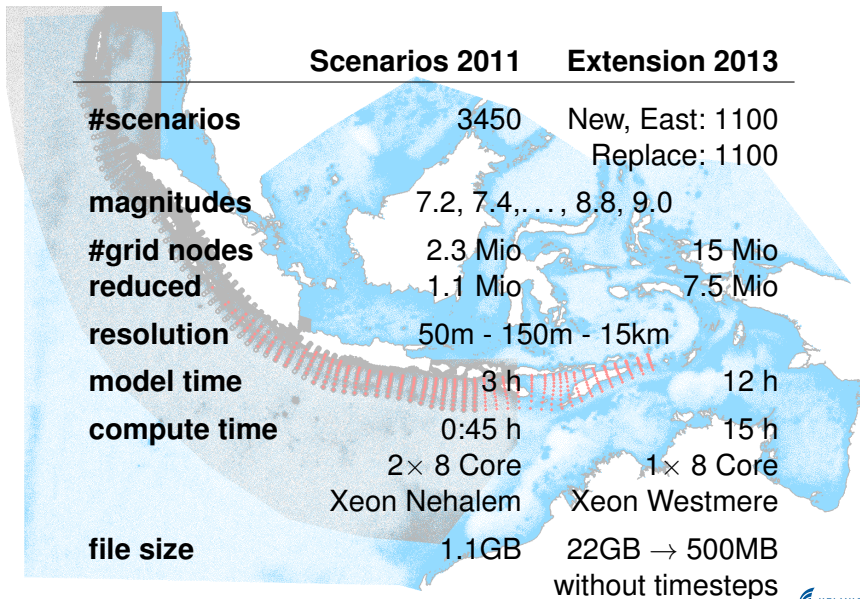 Scenarios 2011 Extension 2013
#scenarios 3450 New, East: 1100
Replace: 1100
magnitudes 7.2, 7.4,..., 8.8, 9.0
#grid nodes 2.3 Mio 15 Mio
reduced 1.1 Mio 7.5 Mio
resolution 50m - 150m - 15km
model time 3 h 12 h
compute time 0:45 h 15 h
2× 8 Core 1× 8 Core
Xeon Nehalem Xeon Westmere
file size 1.1GB 22GB → 500MB
without timesteps